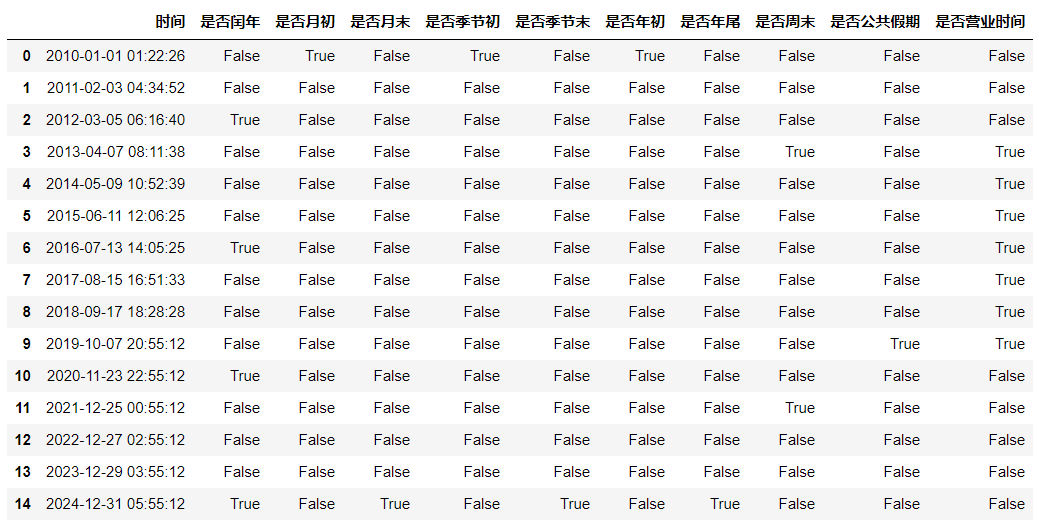 时间 是否闰年 是否月初 是否月末 是否季节初 是否季节末 是否年初 是否年尾 是否周末 是否公共假期 是否营业时间
0 2010-01-01 01:22:26 False True False True False True False False False False
1 2011-02-03 04:34:52 False False False False False False False False False False
2 2012-03-05 06:16:40 True False False False False False False False False False
3 2013-04-07 08:11:38 False False False False False False False True False True
4 2014-05-09 10:52:39 False False False False False False False False False True
5 2015-06-11 12:06:25 False False False False False False False False False True
6 2016-07-13 14:05:25 True False False False False False False False False True
7 2017-08-15 16:51:33 False False False False False False False False False True
8 2018-09-17 18:28:28 False False False False False False False False False True
9 2019-10-07 20:55:12 False False False False False False False False True True
10 2020-11-23 22:55:12 True False False False False False False False False False
11 2021-12-25 00:55:12 False False False False False False False True False False
12 2022-12-27 02:55:12 False False False False False False False False False False
13 2023-12-29 03:55:12 False False False False False False False False False False
14 2024-12-31 05:55:12 True False True False True False True False False False